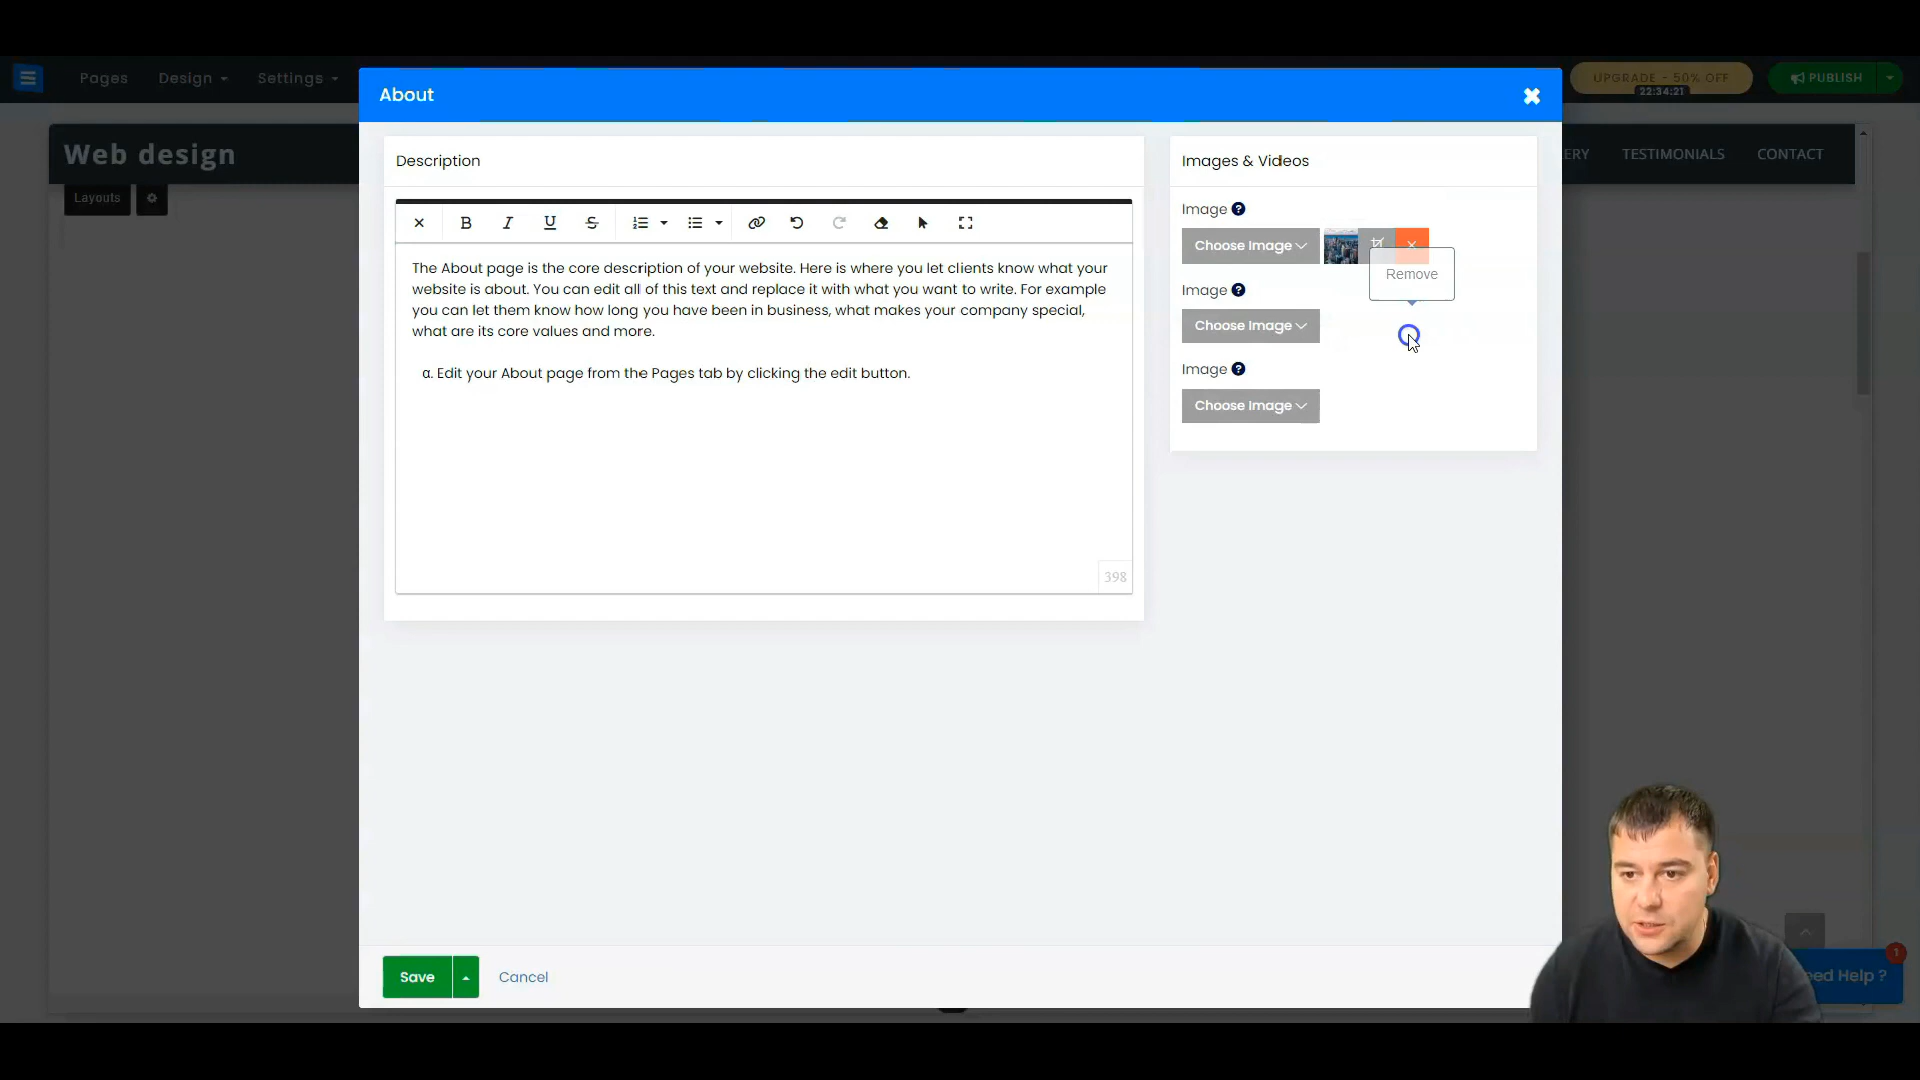 Pages Design Settings
UPGRADE - 50% OFF
22:34:21
PUBLISH
About
Web design
TESTIMONIALS CONTACT
Layouts
Description
Images & Videos
B I U S
Image ?
Choose Image
Remove
Image ?
Choose Image
Image ?
Choose Image
The About page is the core description of your website. Here is where you let clients know what your
website is about. You can edit all of this text and replace it with what you want to write. For example
you can let them know how long you have been in business, what makes your company special,
what are its core values and more.
α. Edit your About page from the Pages tab by clicking the edit button.
398
Save Cancel
Help ?
1